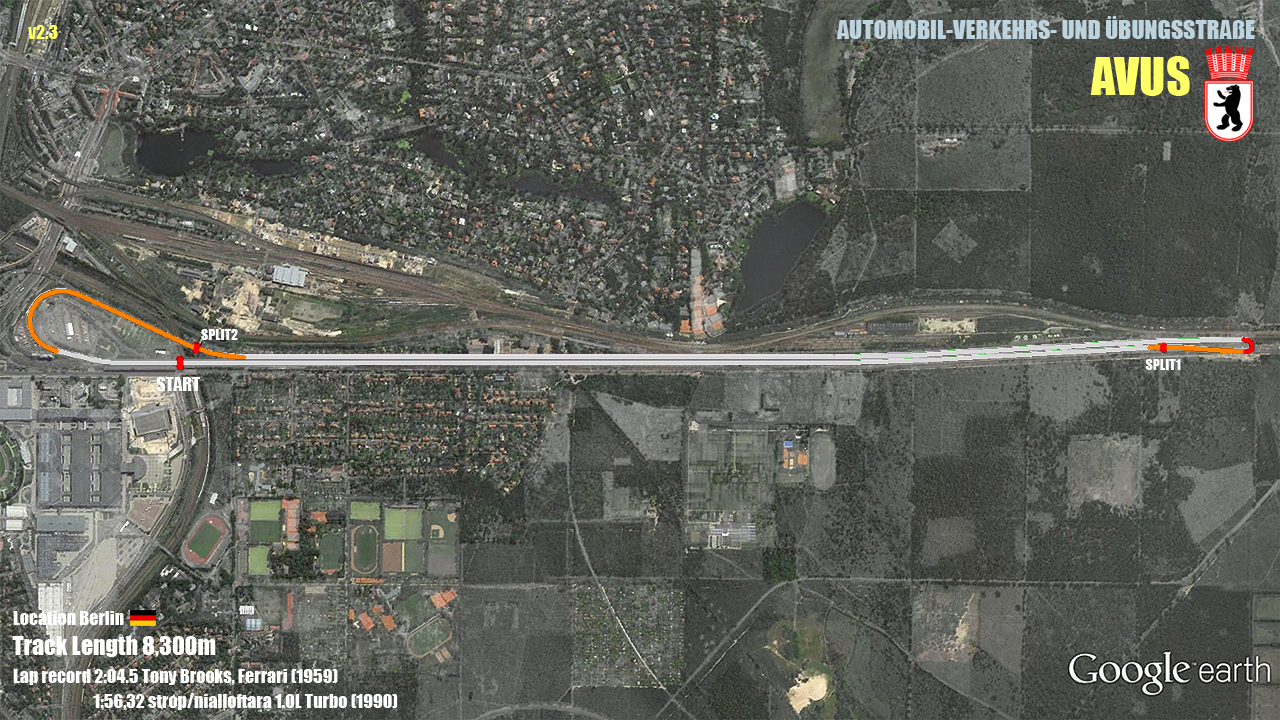 v2.3
AUTOMOBIL-VERKEHRS- UND ÜBUNGSSTRAßE
AVUS
SPLIT2
START
SPLIT1
Location Berlin
Track Length 8,300m
Lap record 2:04.5 Tony Brooks, Ferrari (1959)
1:56,32 strop/nialloftara 1.0L Turbo (1990)
Google earth